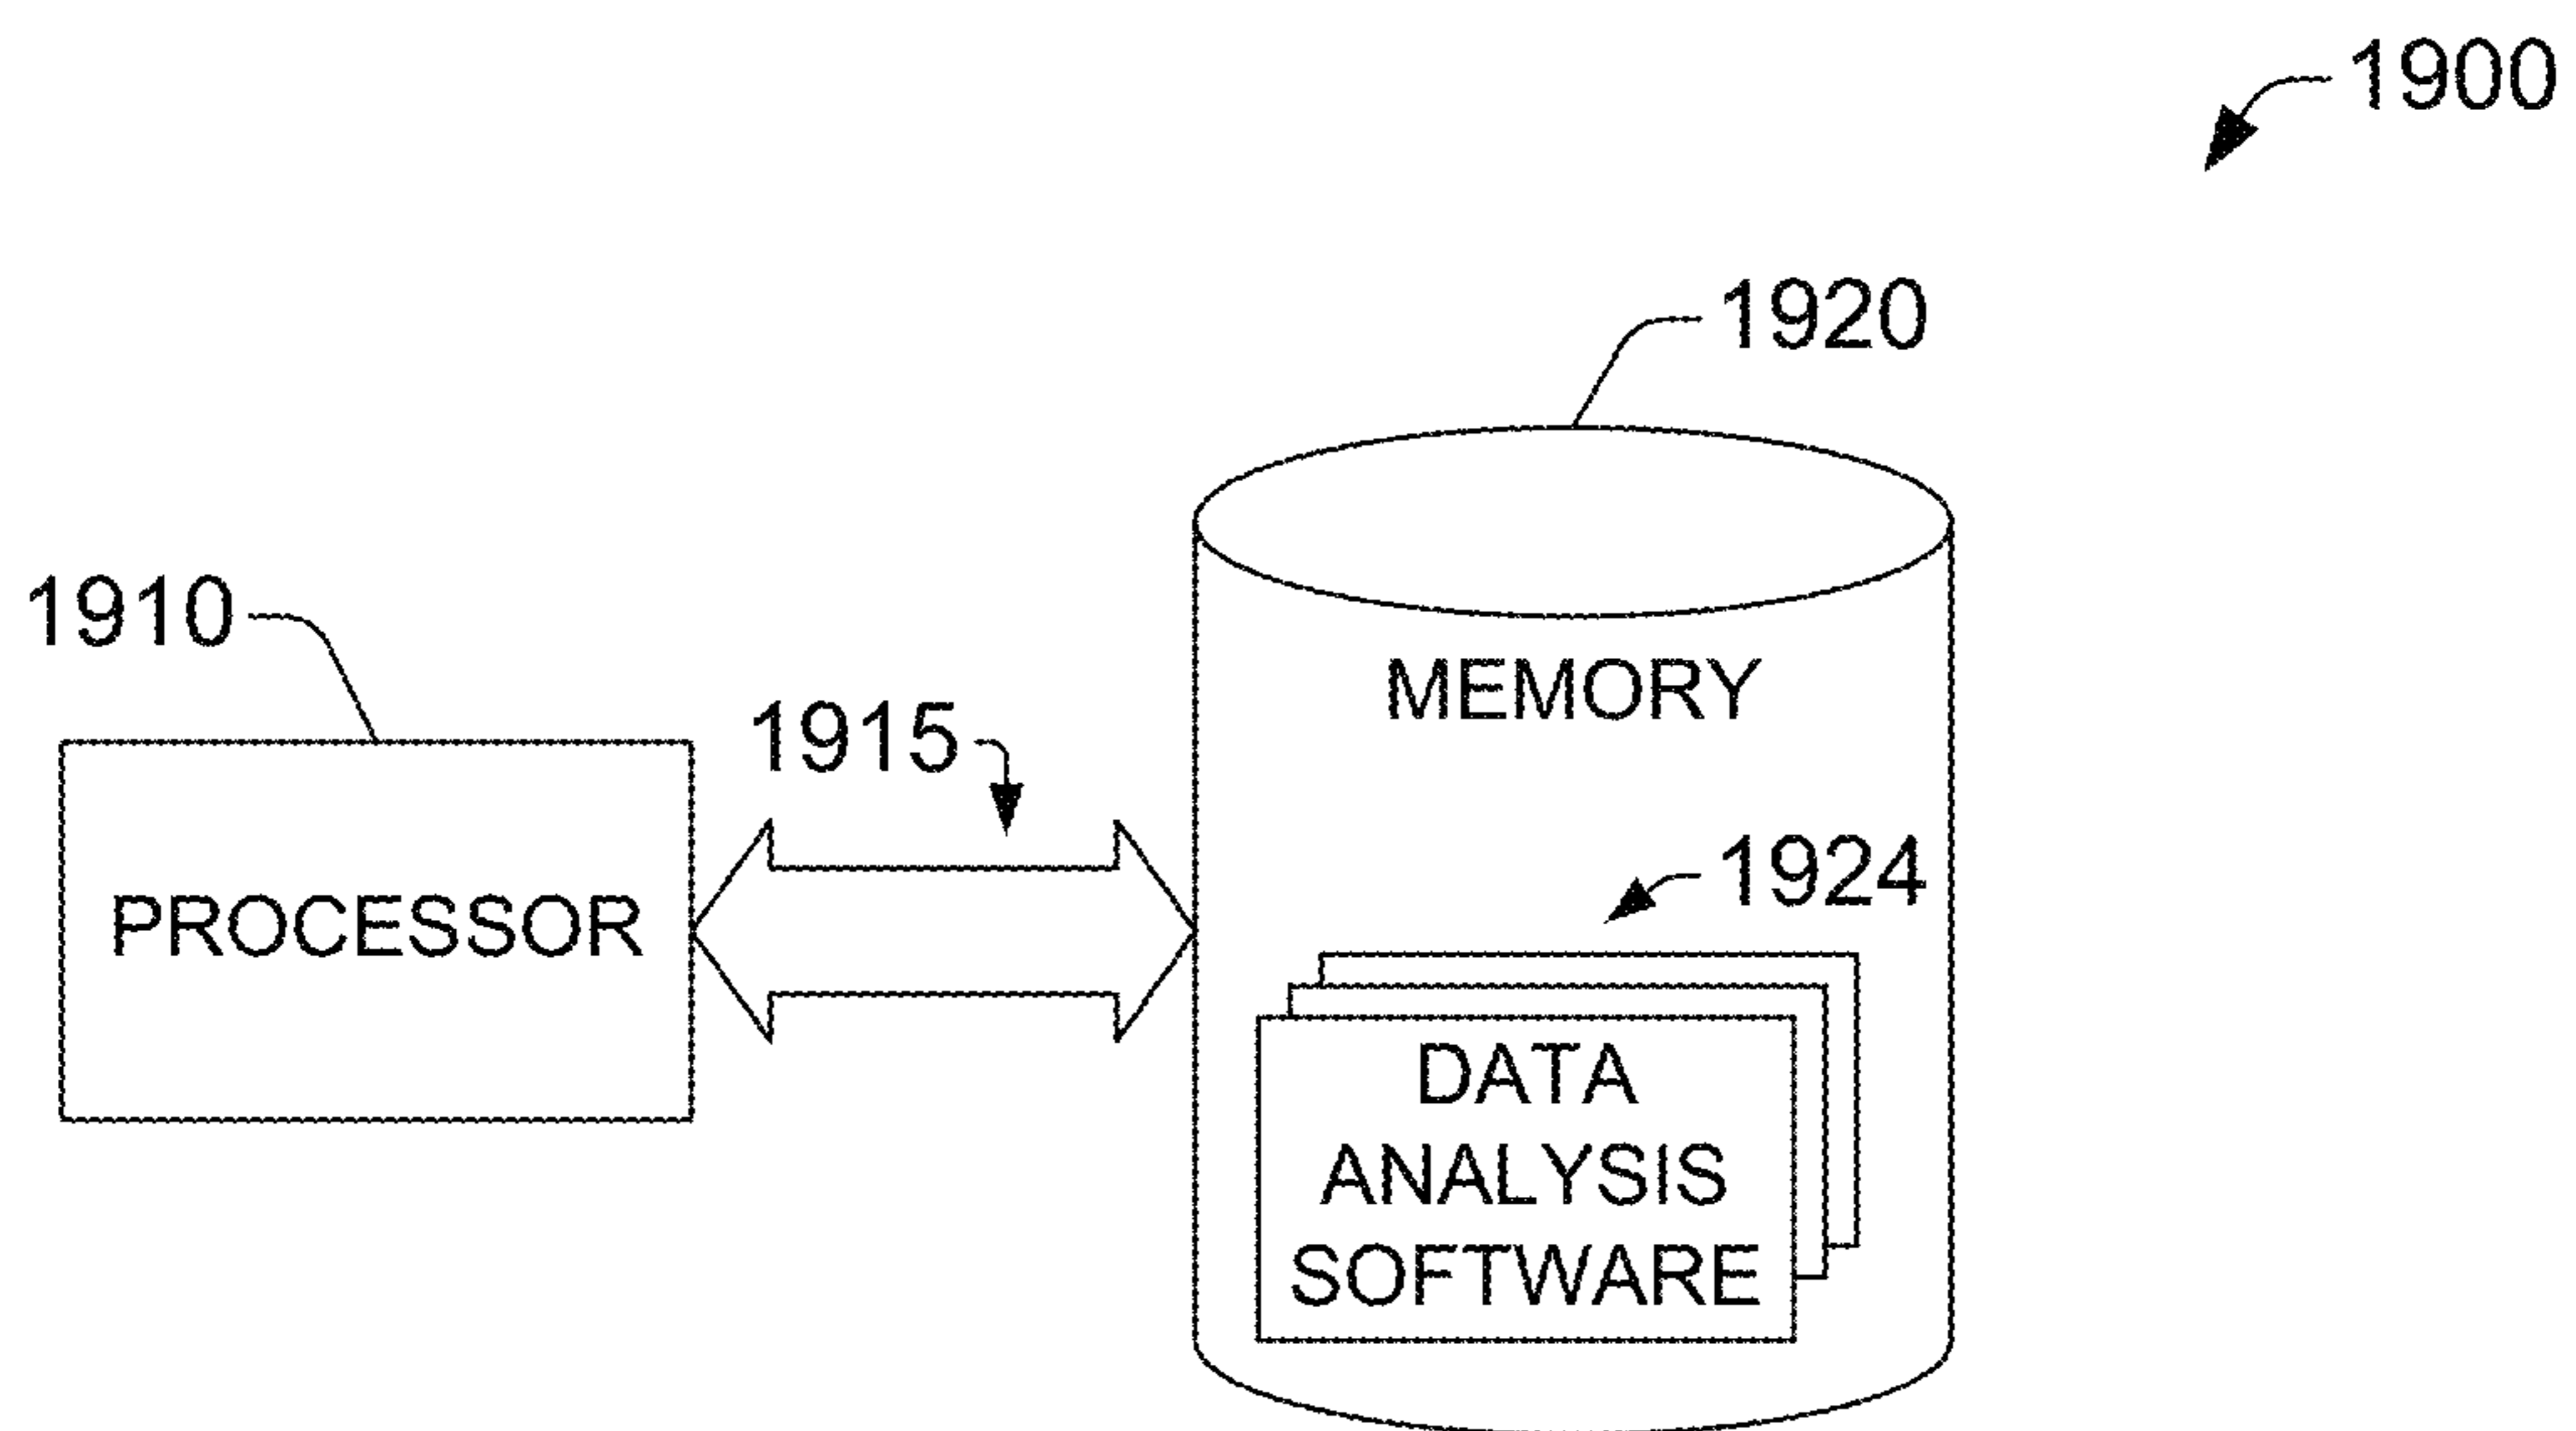 1900
1920
1910
MEMORY
1915
1924
PROCESSOR
DATA
ANALYSIS
SOFTWARE